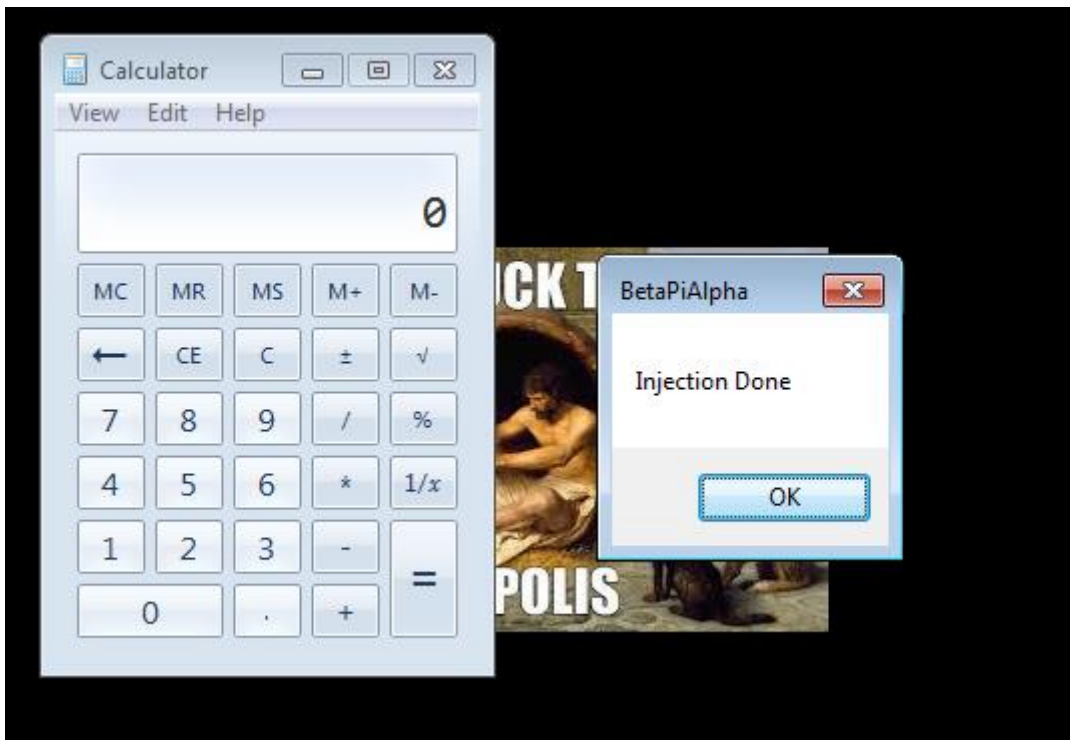 Calculator
View Edit Help
0
MC MR MS M+ M-
← CE C ± √
7 8 9 / %
4 5 6 * 1/x
1 2 3 -
=
0 . +
BetaPiAlpha
Injection Done
OK
POLIS